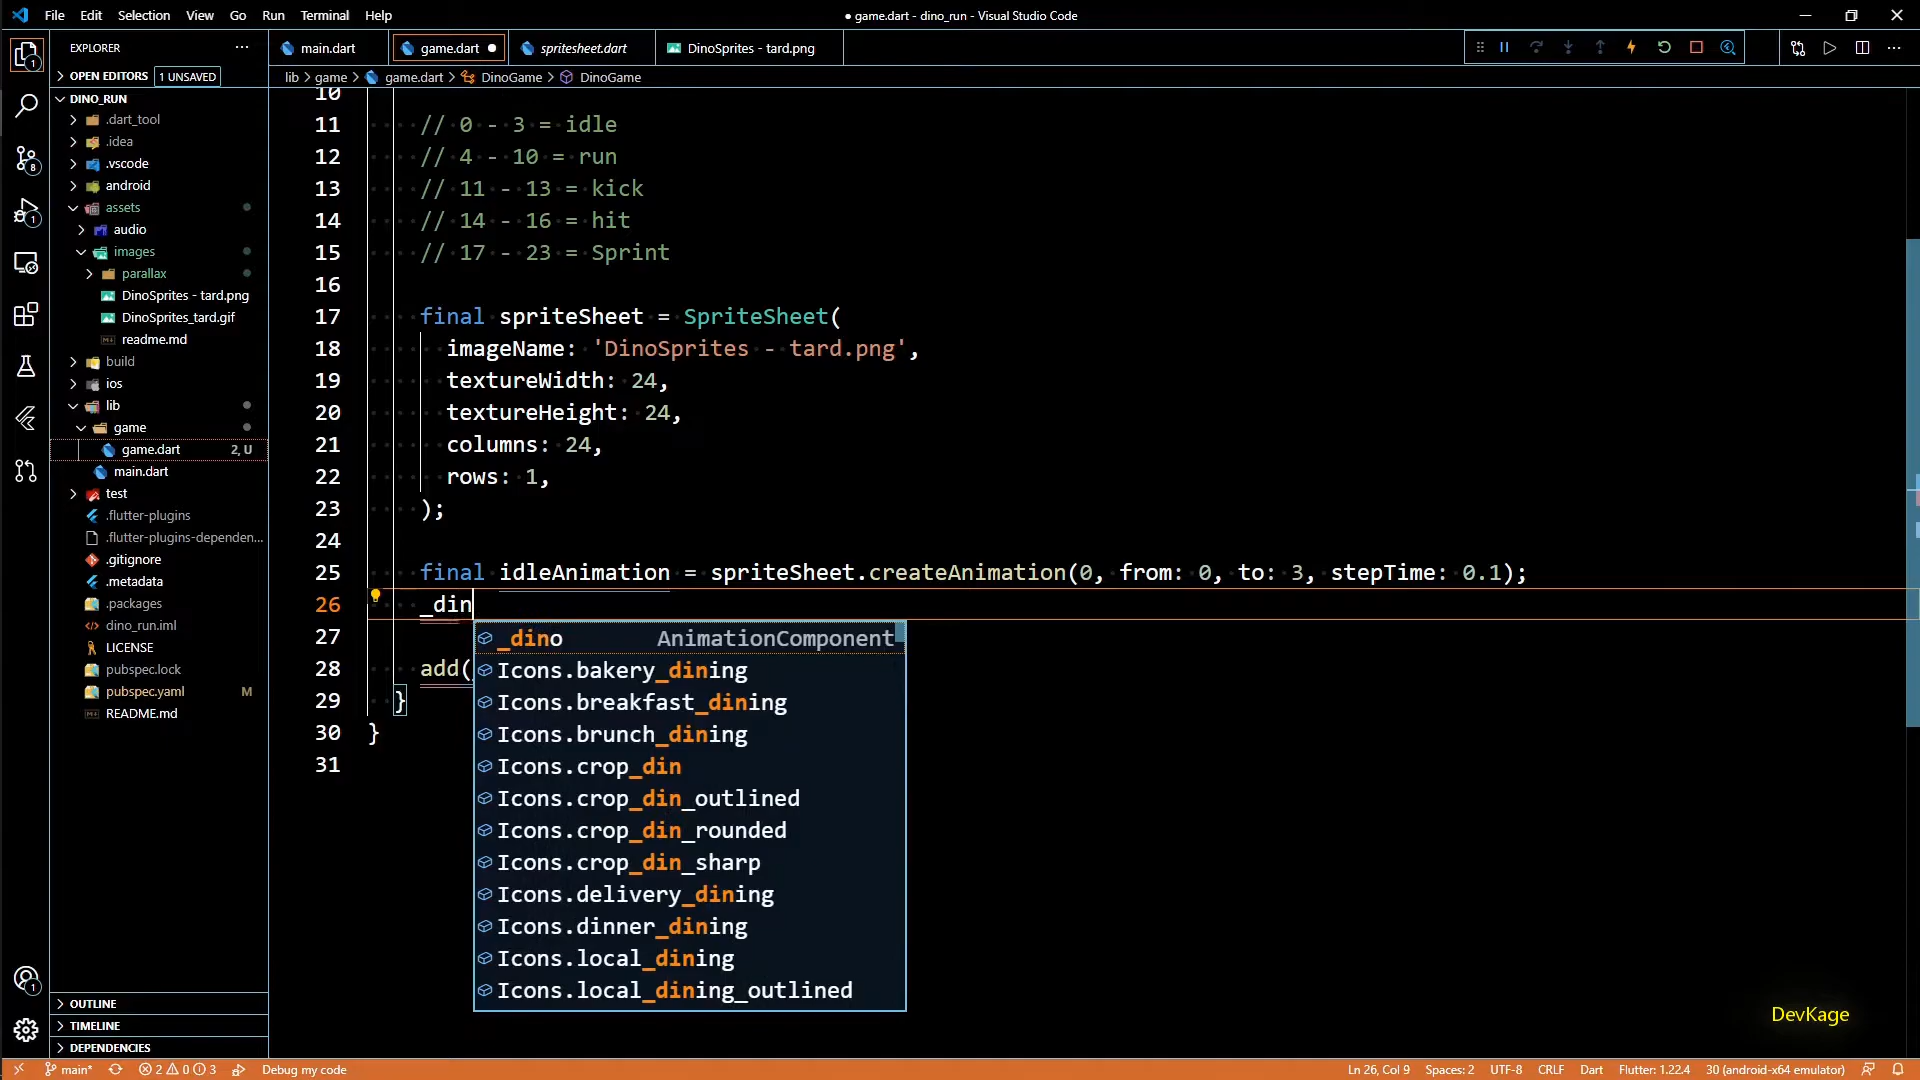 File Edit Selection View Go Run Terminal Help
● game.dart - dino_run - Visual Studio Code
EXPLORER
OPEN EDITORS 1 UNSAVED
DINO_RUN
.dart_tool
.idea
.vscode
android
assets
audio
images
parallax
DinoSprites - tard.png
DinoSprites_tard.gif
readme.md
build
ios
lib
game
game.dart 2, U
main.dart
test
.flutter-plugins
.flutter-plugins-dependen...
.gitignore
.metadata
.packages
dino_run.iml
LICENSE
pubspec.lock
pubspec.yaml M
README.md
OUTLINE
TIMELINE
DEPENDENCIES
main.dart game.dart ● spritesheet.dart DinoSprites - tard.png
lib > game > game.dart > DinoGame > DinoGame
10
11 // 0 - 3 = idle
12 // 4 - 10 = run
13 // 11 - 13 = kick
14 // 14 - 16 = hit
15 // 17 - 23 = Sprint
16
17 final spriteSheet = SpriteSheet(
18 imageName: 'DinoSprites - tard.png',
19 textureWidth: 24,
20 textureHeight: 24,
21 columns: 24,
22 rows: 1,
23 );
24
25 final idleAnimation = spriteSheet.createAnimation(0, from: 0, to: 3, stepTime: 0.1);
26 _din
27
28 add(
29 }
30 }
31
_dino AnimationComponent
Icons.bakery_dining
Icons.breakfast_dining
Icons.brunch_dining
Icons.crop_din
Icons.crop_din_outlined
Icons.crop_din_rounded
Icons.crop_din_sharp
Icons.delivery_dining
Icons.dinner_dining
Icons.local_dining
Icons.local_dining_outlined
DevKage
1
8
1
1
main* 2 0 3 Debug my code Ln 26, Col 9 Spaces: 2 UTF-8 CRLF Dart Flutter: 1.22.4 30 (android-x64 emulator)